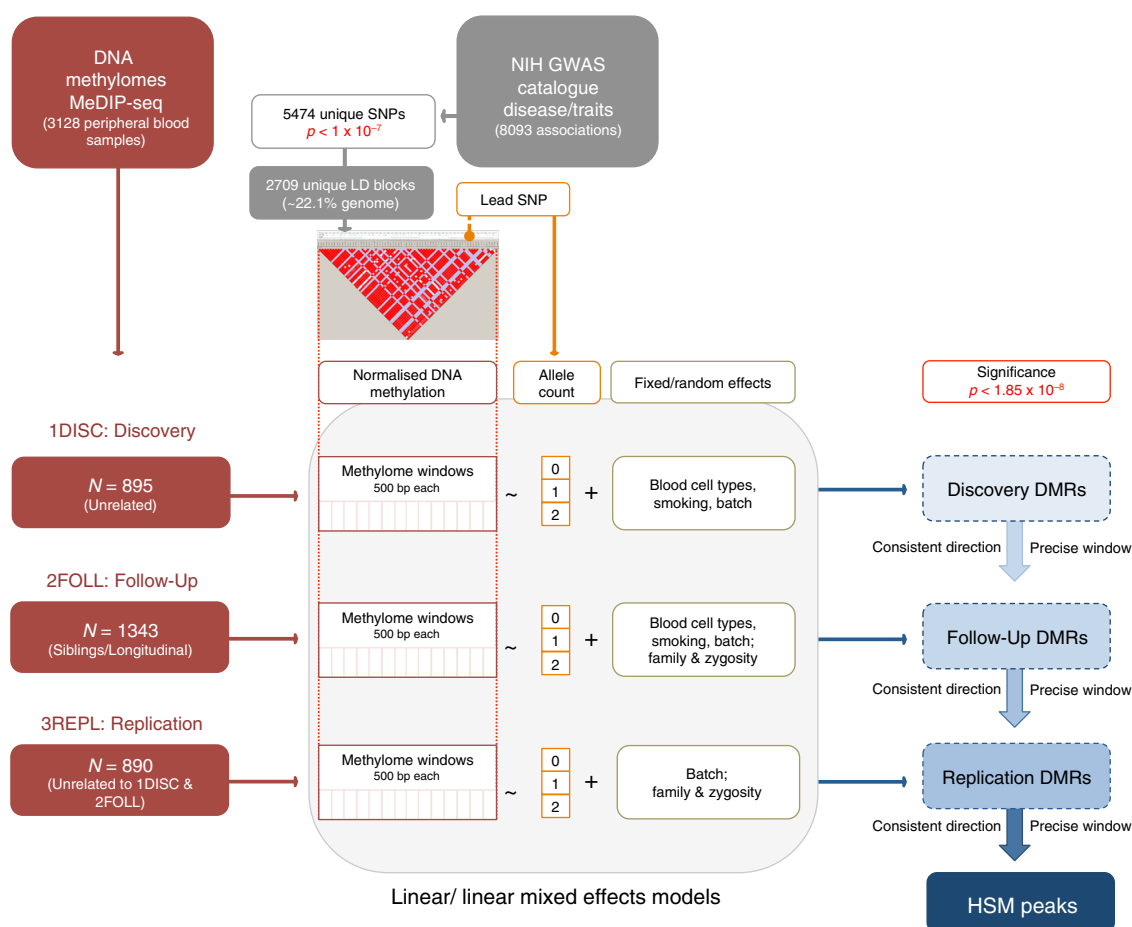 DNA
methylomes
MeDIP-seq
(3128 peripheral blood
samples)
NIH GWAS
catalogue
disease/traits
(8093 associations)
5474 unique SNPs
p < 1 x 10⁻⁷
2709 unique LD blocks
(~22.1% genome)
Lead SNP
Normalised DNA
methylation
Allele
count
Fixed/random effects
Significance
p < 1.85 x 10⁻⁸
1DISC: Discovery
N = 895
(Unrelated)
Methylome windows
500 bp each
~
0
1
2
+
Blood cell types,
smoking, batch
Discovery DMRs
Consistent direction
Precise window
2FOLL: Follow-Up
N = 1343
(Siblings/Longitudinal)
Methylome windows
500 bp each
~
0
1
2
+
Blood cell types,
smoking, batch;
family & zygosity
Follow-Up DMRs
Consistent direction
Precise window
3REPL: Replication
N = 890
(Unrelated to 1DISC &
2FOLL)
Methylome windows
500 bp each
~
0
1
2
+
Batch;
family & zygosity
Replication DMRs
Consistent direction
Precise window
Linear/ linear mixed effects models
HSM peaks